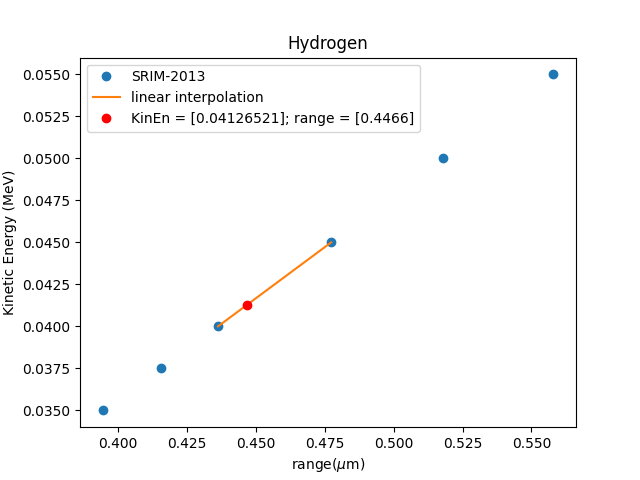 Hydrogen
SRIM-2013
linear interpolation
KinEn = [0.04126521]; range = [0.4466]
0.0550
0.0525
0.0500
0.0475
0.0450
0.0425
0.0400
0.0375
0.0350
Kinetic Energy (MeV)
0.400 0.425 0.450 0.475 0.500 0.525 0.550
range(μm)